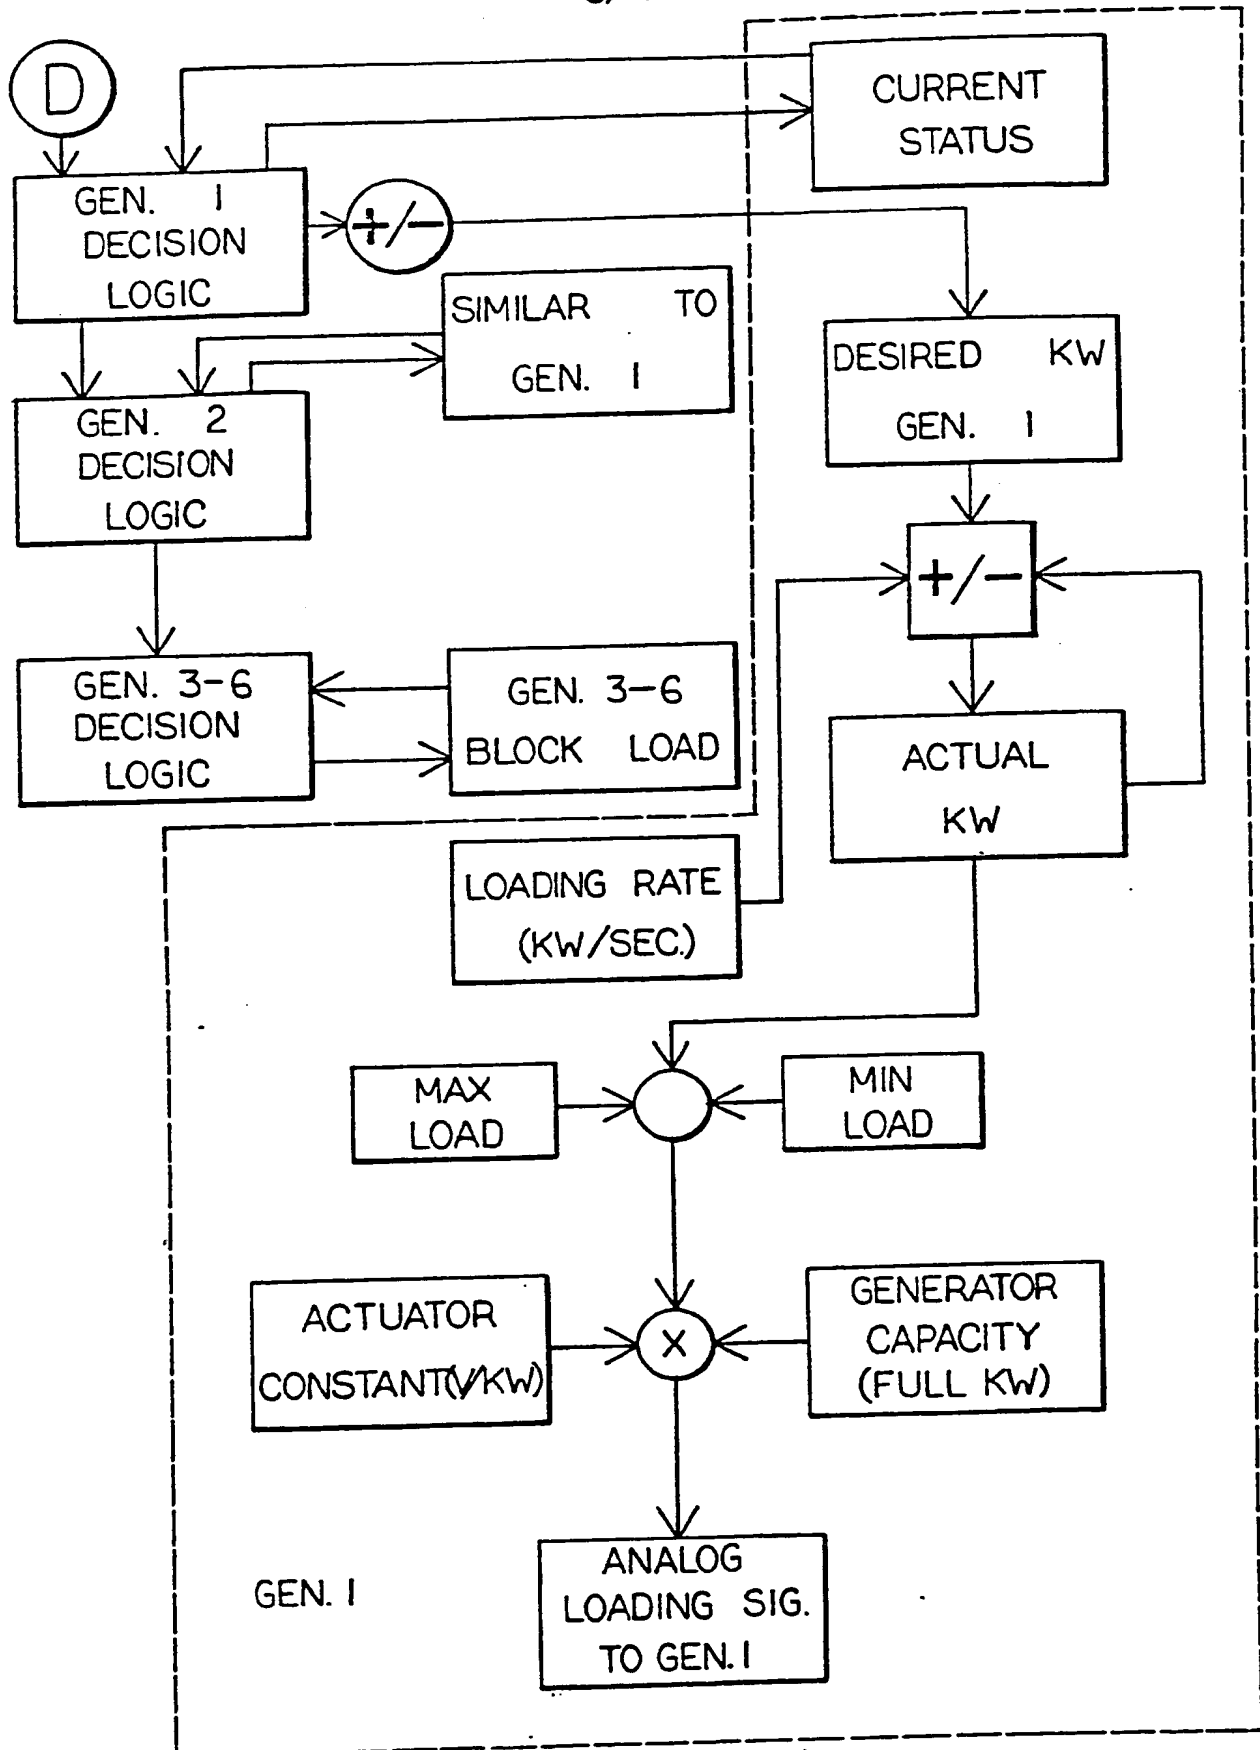 D
CURRENT
STATUS
GEN. 1
DECISION
LOGIC
+/-
SIMILAR TO
GEN. 1
DESIRED KW
GEN. 1
GEN. 2
DECISION
LOGIC
+/-
GEN. 3-6
DECISION
LOGIC
GEN. 3-6
BLOCK LOAD
ACTUAL
KW
LOADING RATE
(KW/SEC.)
MAX
LOAD
MIN
LOAD
ACTUATOR
CONSTANT(V/KW)
X
GENERATOR
CAPACITY
(FULL KW)
GEN. 1
ANALOG
LOADING SIG.
TO GEN. 1